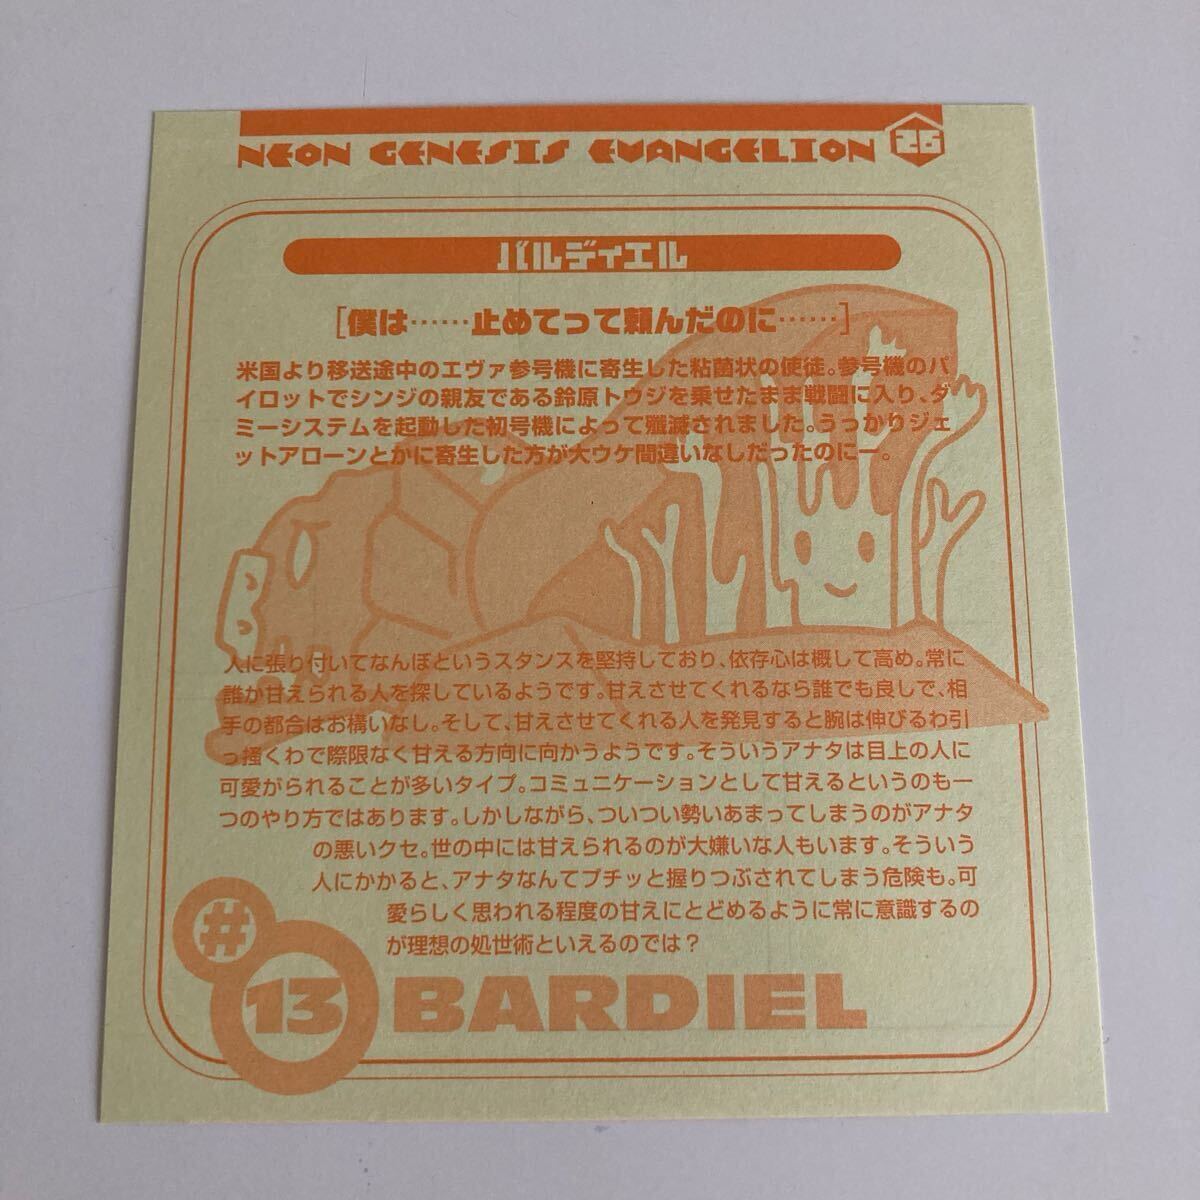 NEON GENESIS EVANGELION 26
バルディエル
[僕は……止めてって頼んだのに……]
米国より移送途中のエヴァ参号機に寄生した粘菌状の使徒。参号機のパ
イロットでシンジの親友である鈴原トウジを乗せたまま戦闘に入り、ダ
ミーシステムを起動した初号機によって殲滅されました。うっかりジェ
ットアローンとかに寄生した方が大ウケ間違いなしだったのにー。
人に張り付いてなんぼというスタンスを堅持しており、依存心は概して高め。常に
誰か甘えられる人を探しているようです。甘えさせてくれるなら誰でも良しで、相
手の都合はお構いなし。そして、甘えさせてくれる人を発見すると腕は伸びるわ引
っ掻くわで際限なく甘える方向に向かうようです。そういうアナタは目上の人に
可愛がられることが多いタイプ。コミュニケーションとして甘えるというのも一
つのやり方ではあります。しかしながら、ついつい勢いあまってしまうのがアナタ
の悪いクセ。世の中には甘えられるのが大嫌いな人もいます。そういう
人にかかると、アナタなんてプチッと握りつぶされてしまう危険も。可
愛らしく思われる程度の甘えにとどめるように常に意識するの
が理想の処世術といえるのでは？
#13 BARDIEL